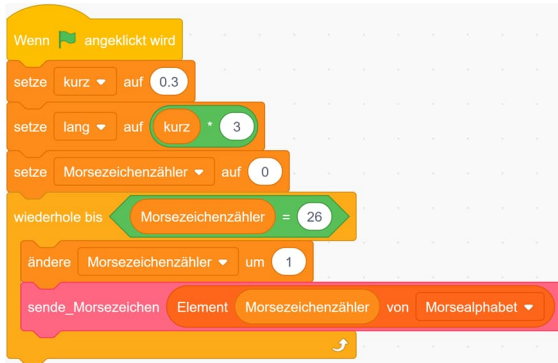 Wenn angeklickt wird
setze kurz auf 0.3
setze lang auf kurz * 3
setze Morsezeichenzähler auf 0
wiederhole bis Morsezeichenzähler = 26
ändere Morsezeichenzähler um 1
sende_Morsezeichen Element Morsezeichenzähler von Morsealphabet